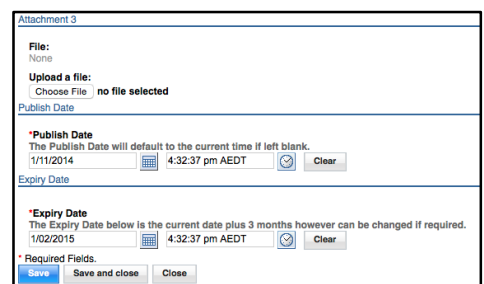 Attachment 3
File:
None
Upload a file:
Choose File no file selected
Publish Date
*Publish Date
The Publish Date will default to the current time if left blank.
1/11/2014 4:32:37 pm AEDT Clear
Expiry Date
*Expiry Date
The Expiry Date below is the current date plus 3 months however can be changed if required.
1/02/2015 4:32:37 pm AEDT Clear
* Required Fields.
Save Save and close Close